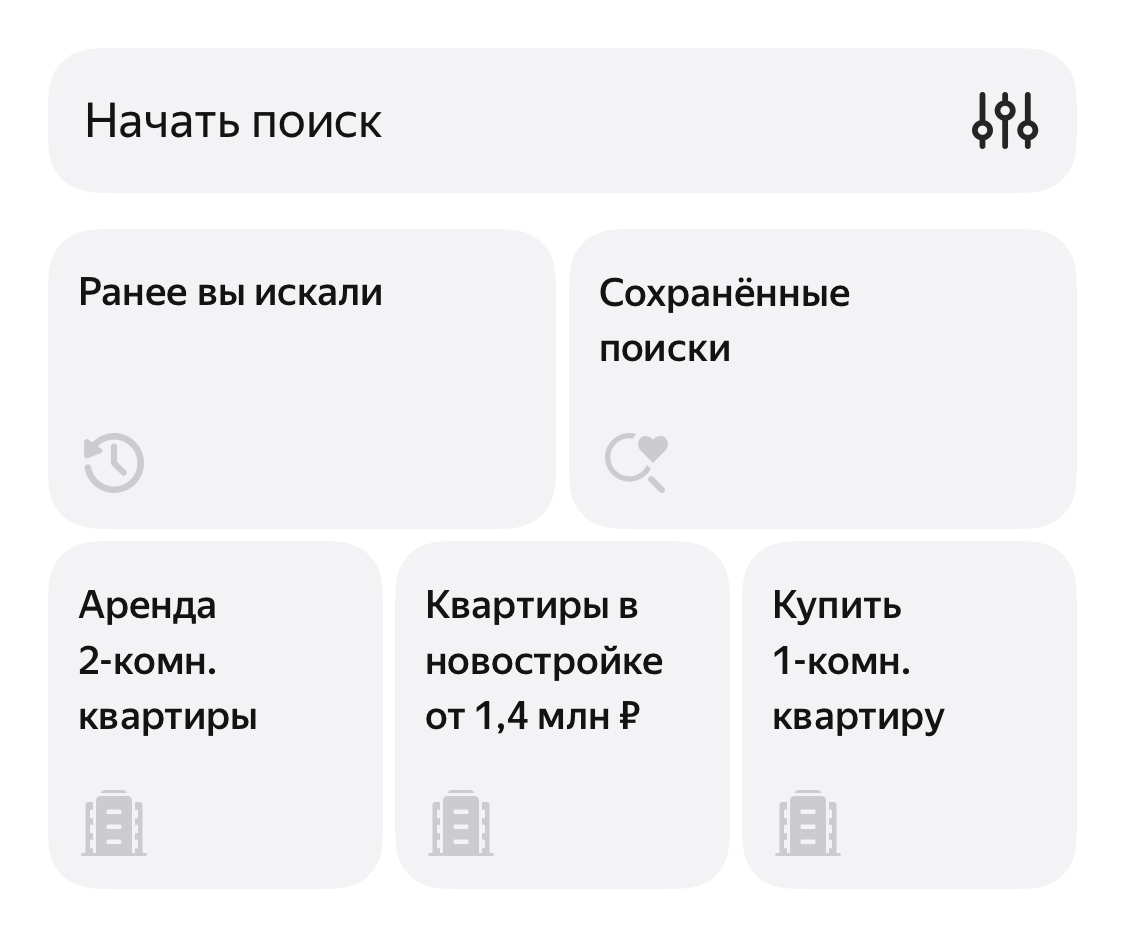 Начать поиск
Ранее вы искали
Сохранённые
поиски
Аренда
2-комн.
квартиры
Квартиры в
новостройке
от 1,4 млн ₽
Купить
1-комн.
квартиру